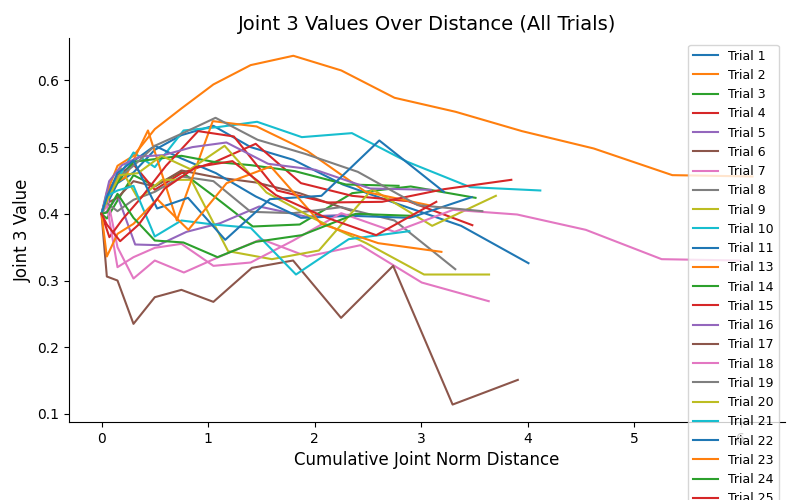 Joint 3 Values Over Distance (All Trials)
Joint 3 Value
0.6
0.5
0.4
0.3
0.2
0.1
0
1
2
3
4
5
Cumulative Joint Norm Distance
Trial 1
Trial 2
Trial 3
Trial 4
Trial 5
Trial 6
Trial 7
Trial 8
Trial 9
Trial 10
Trial 11
Trial 13
Trial 14
Trial 15
Trial 16
Trial 17
Trial 18
Trial 19
Trial 20
Trial 21
Trial 22
Trial 23
Trial 24
Trial 25